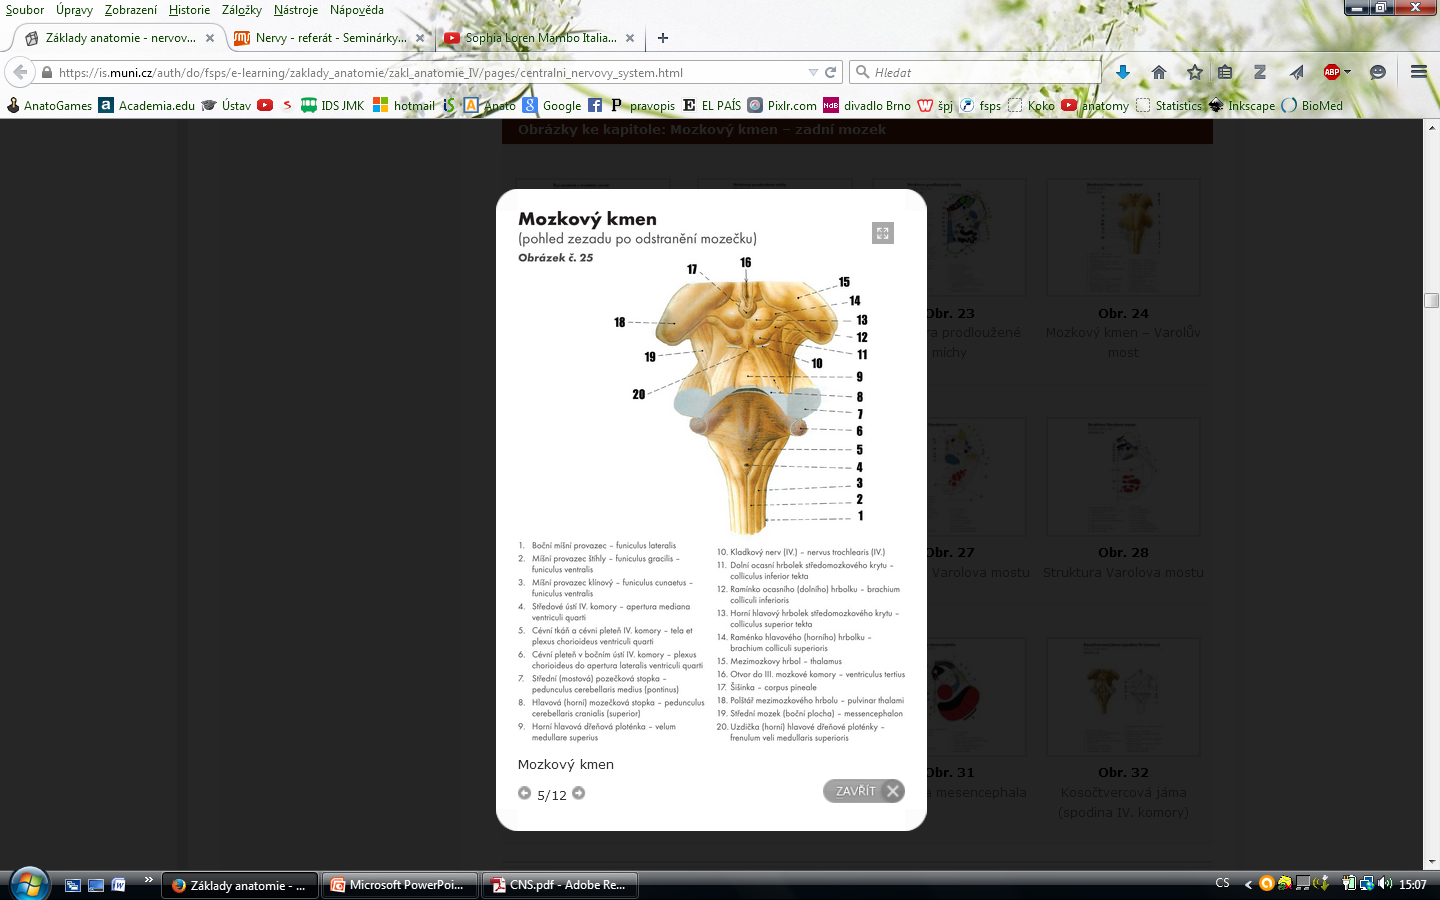 Soubor Úpravy Zobrazení Historie Záložky Nástroje Nápověda
Základy anatomie - nervov... Nervy - referát - Seminárky... Sophia Loren Mambo Italia...
https://is.muni.cz/auth/do/fsps/e-learning/zaklady_anatomie/zakl_anatomie_IV/pages/centralni_nervovy_system.html Hledat ABP
AnatoGames Academia.edu Ústav IDS JMK hotmail Anato Google pravopis EL PAÍS Pixlr.com divadlo Brno špj fsps Koko anatomy Statistics Inkscape BioMed
Obrázky ke kapitole: Mozkový kmen – zadní mozek
Mozkový kmen
(pohled zezadu po odstranění mozečku)
Obrázek č. 25
16
17
15
14
18
13
12
19
11
10
9
20
8
7
6
5
4
3
2
1
1. Boční míšní provazec – funiculus lateralis
2. Míšní provazec štíhly – funiculus gracilis –
funiculus ventralis
3. Míšní provazec klínový – funiculus cunaetus –
funiculus ventralis
4. Středové ústí IV. komory – apertura mediana
ventriculi quarti
5. Cévní tkáň a cévni pleteň IV. komory – tela et
plexus chorioideus ventriculi quarti
6. Cévní pleteň v bočním ústí IV. komory – plexus
chorioideus do apertura lateralis ventriculi quarti
7. Střední (mostová) pozečková stopka –
pedunculus cerebellaris medius (pontinus)
8. Hlavová (horní) mozečková stopka – pedunculus
cerebellaris cranialis (superior)
9. Horní hlavová dřeňová ploténka – velum
medullare superius
10. Kladkový nerv (IV.) – nervus trochlearis (IV.)
11. Dolní ocasní hrbolek středomozkového krytu –
colliculus inferior tekta
12. Ramínko ocasního (dolního) hrbolku – brachium
colliculi inferioris
13. Horní hlavový hrbolek středomozkového krytu –
colliculus superior tekta
14. Raménko hlavového (horního) hrbolku –
brachium colliculi superioris
15. Mezimozkovy hrbol – thalamus
16. Otvor do III. mozkové komory – ventriculus tertius
17. Šišinka – corpus pineale
18. Polštář mezimozkového hrbolu – pulvinar thalami
19. Střední mozek (boční plocha) – messencephalon
20. Uzdička (horní) hlavové dřeňové ploténky –
frenulum veli medullaris superioris
Mozkový kmen
5/12
ZAVŘÍT
Obr. 23
prodloužené
míchy
Obr. 24
Mozkový kmen – Varolův
most
Obr. 27
Varolova mostu
Obr. 28
Struktura Varolova mostu
Obr. 31
mesencephala
Obr. 32
Kosočtvercová jáma
(spodina IV. komory)
Základy anatomie - ... Microsoft PowerPoi... CNS.pdf - Adobe Re... CS 15:07